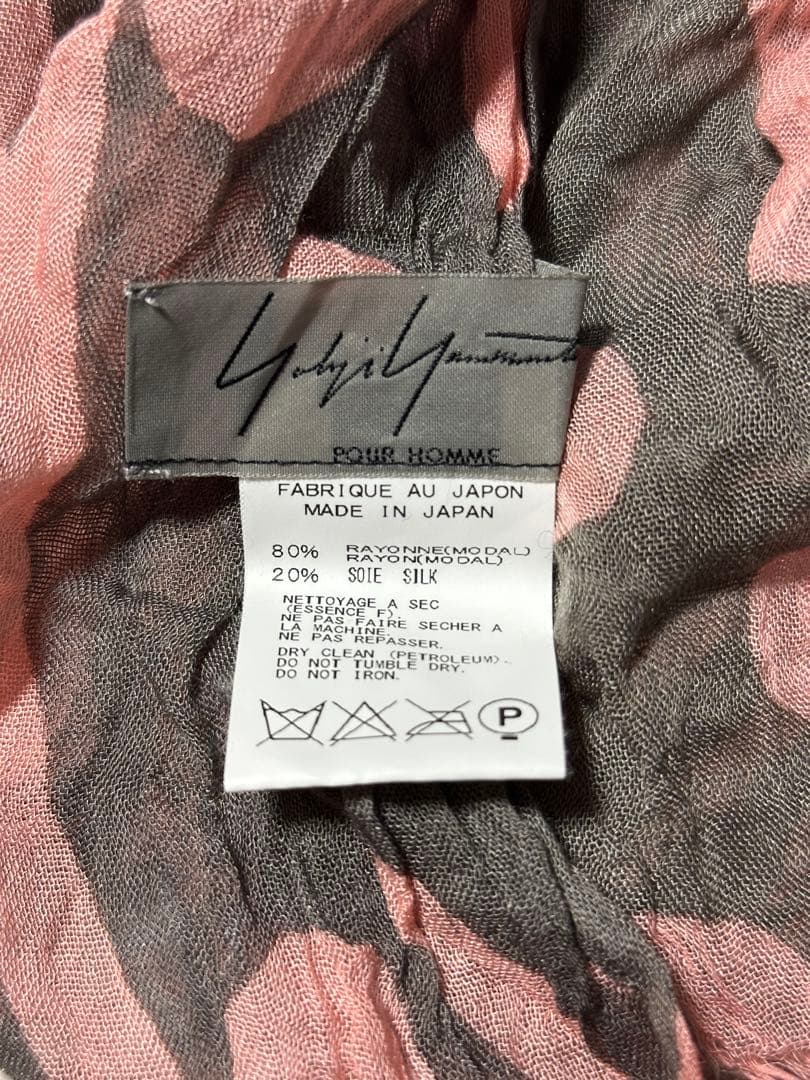 Yohji Yamamoto
POUR HOMME
FABRIQUE AU JAPON
MADE IN JAPAN
80% RAYONNE(MODAL)
RAYON(MODAL)
20% SOIE SILK
NETTOYAGE A SEC
(ESSENCE F).
NE PAS FAIRE SECHER A
LA MACHINE.
NE PAS REPASSER.
DRY CLEAN (PETROLEUM).
DO NOT TUMBLE DRY.
DO NOT IRON.
P